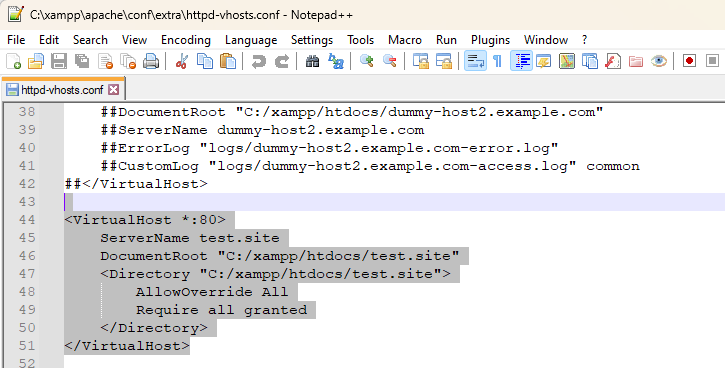 C:\xampp\apache\conf\extra\httpd-vhosts.conf - Notepad++
File Edit Search View Encoding Language Settings Tools Macro Run Plugins Window ?
httpd-vhosts.conf
38 ##DocumentRoot "C:/xampp/htdocs/dummy-host2.example.com"
39 ##ServerName dummy-host2.example.com
40 ##ErrorLog "logs/dummy-host2.example.com-error.log"
41 ##CustomLog "logs/dummy-host2.example.com-access.log" common
42 ##</VirtualHost>
43
44 <VirtualHost *:80>
45 ServerName test.site
46 DocumentRoot "C:/xampp/htdocs/test.site"
47 <Directory "C:/xampp/htdocs/test.site">
48 AllowOverride All
49 Require all granted
50 </Directory>
51 </VirtualHost>
52